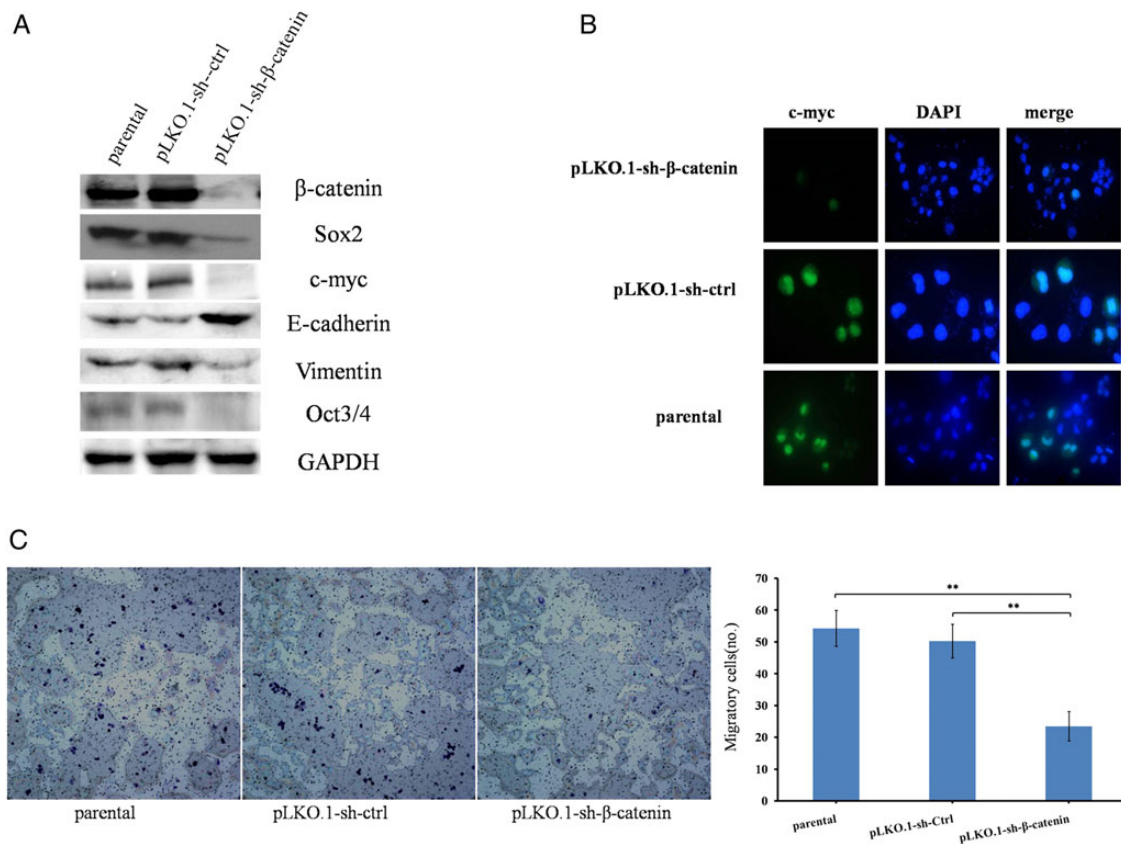 A
parental
pLKO.1-sh--ctrl
pLKO.1-sh-β-catenin
β-catenin
Sox2
c-myc
E-cadherin
Vimentin
Oct3/4
GAPDH
B
c-myc DAPI merge
pLKO.1-sh-β-catenin
pLKO.1-sh-ctrl
parental
C
parental pLKO.1-sh-ctrl pLKO.1-sh-β-catenin
Migratory cells(no.)
70
60
50
40
30
20
10
0
**
**
parental pLKO.1-sh-Ctrl pLKO.1-sh-β-catenin